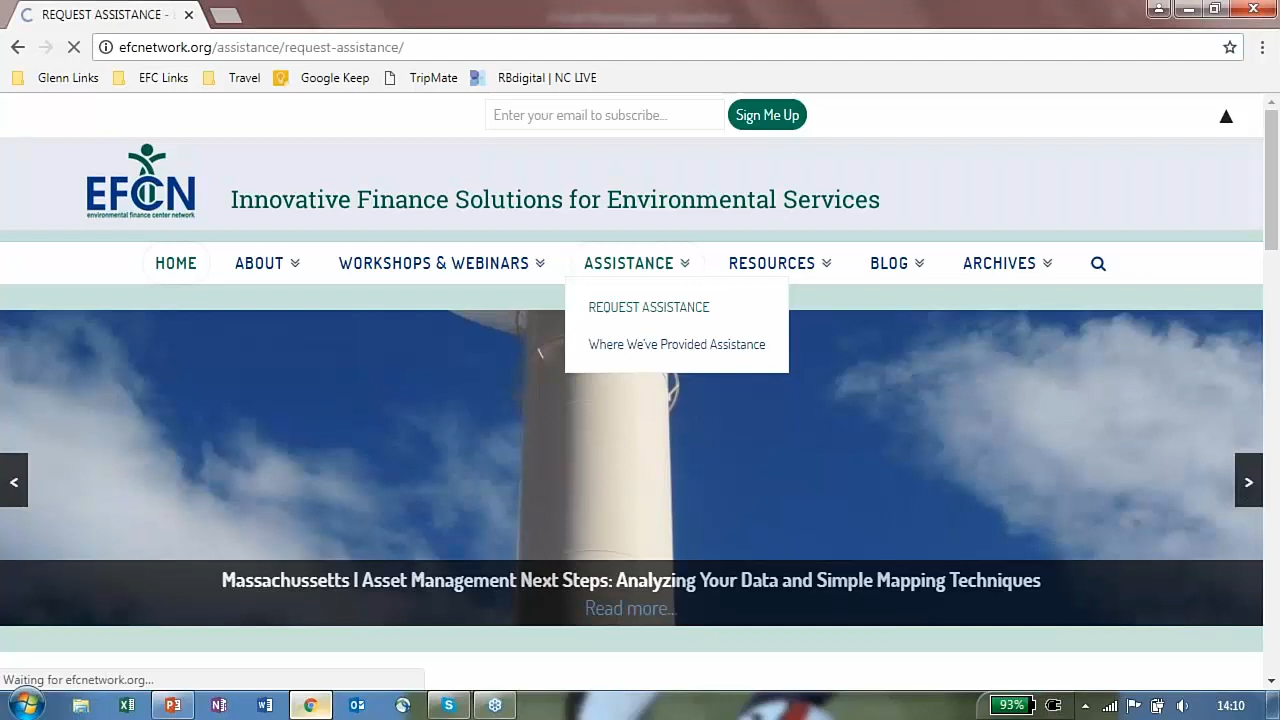 REQUEST ASSISTANCE -
efcnetwork.org/assistance/request-assistance/
Glenn Links EFC Links Travel Google Keep TripMate RBdigital | NC LIVE
Enter your email to subscribe... Sign Me Up
EFCN
environmental finance center network
Innovative Finance Solutions for Environmental Services
HOME ABOUT WORKSHOPS & WEBINARS ASSISTANCE RESOURCES BLOG ARCHIVES
REQUEST ASSISTANCE
Where We've Provided Assistance
< >
Massachussetts | Asset Management Next Steps: Analyzing Your Data and Simple Mapping Techniques
Read more...
Waiting for efcnetwork.org...
93% 14:10